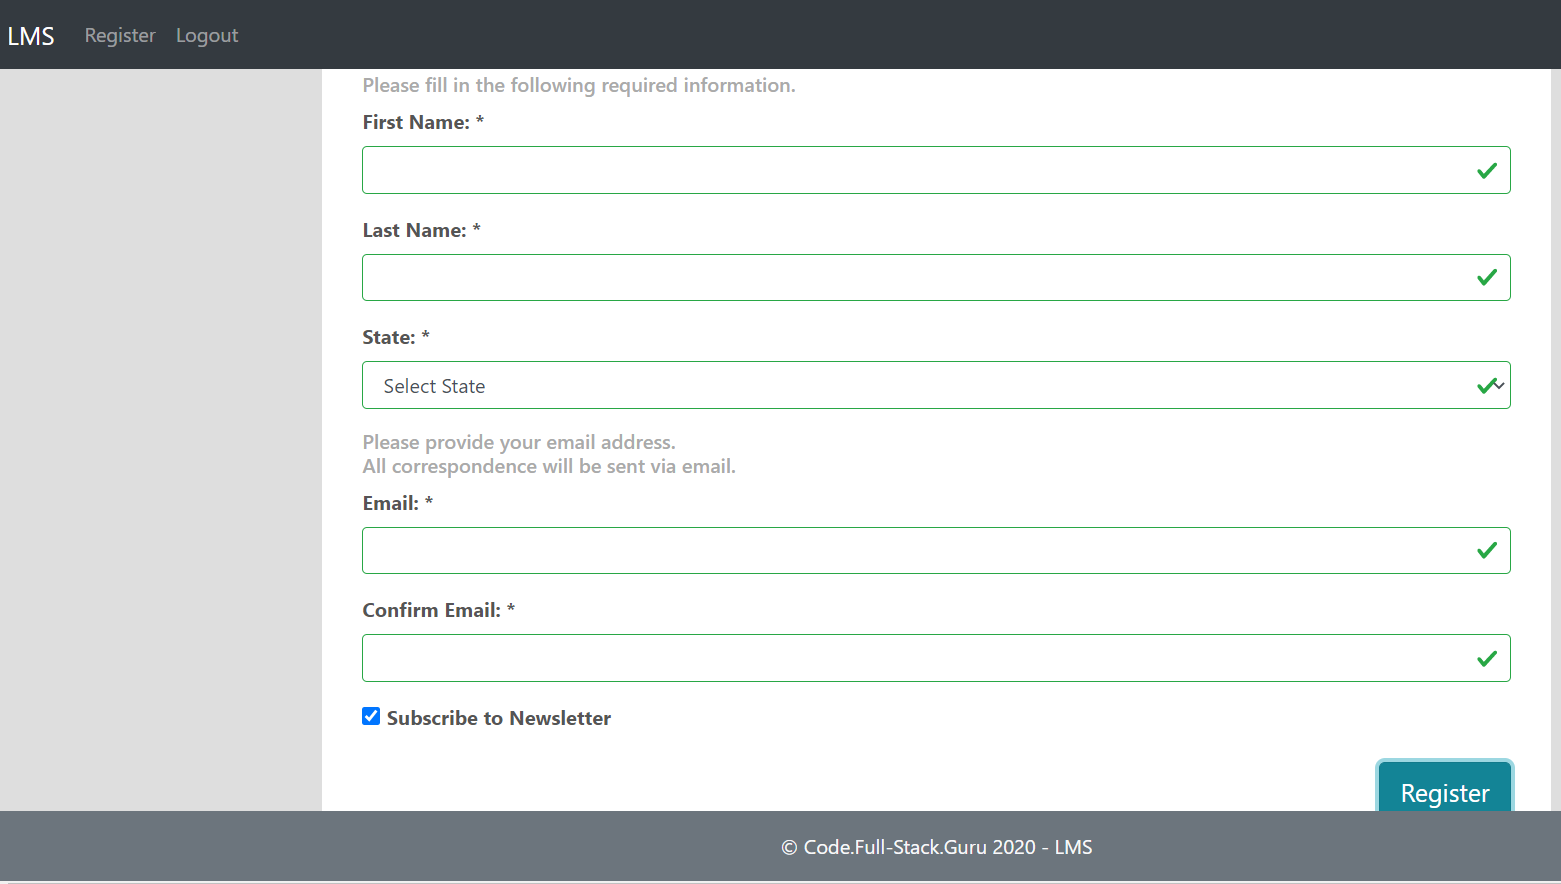 LMS Register Logout
Please fill in the following required information.
First Name: *
Last Name: *
State: *
Select State
Please provide your email address.
All correspondence will be sent via email.
Email: *
Confirm Email: *
Subscribe to Newsletter
Register
© Code.Full-Stack.Guru 2020 - LMS